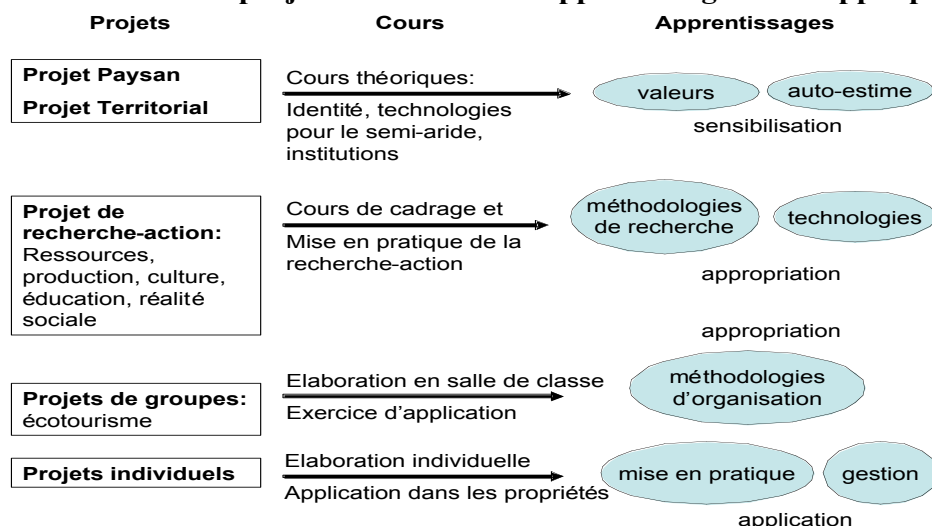 Projets
Cours
Apprentissages
Projet Paysan
Projet Territorial
Cours théoriques:
Identité, technologies
pour le semi-aride,
institutions
valeurs
auto-estime
sensibilisation
Projet de
recherche-action:
Ressources,
production, culture,
éducation, réalité
sociale
Cours de cadrage et
Mise en pratique de la
recherche-action
méthodologies
de recherche
technologies
appropriation
appropriation
Projets de groupes:
écotourisme
Elaboration en salle de classe
Exercice d'application
méthodologies
d'organisation
Projets individuels
Elaboration individuelle
Application dans les propriétés
mise en pratique
gestion
application